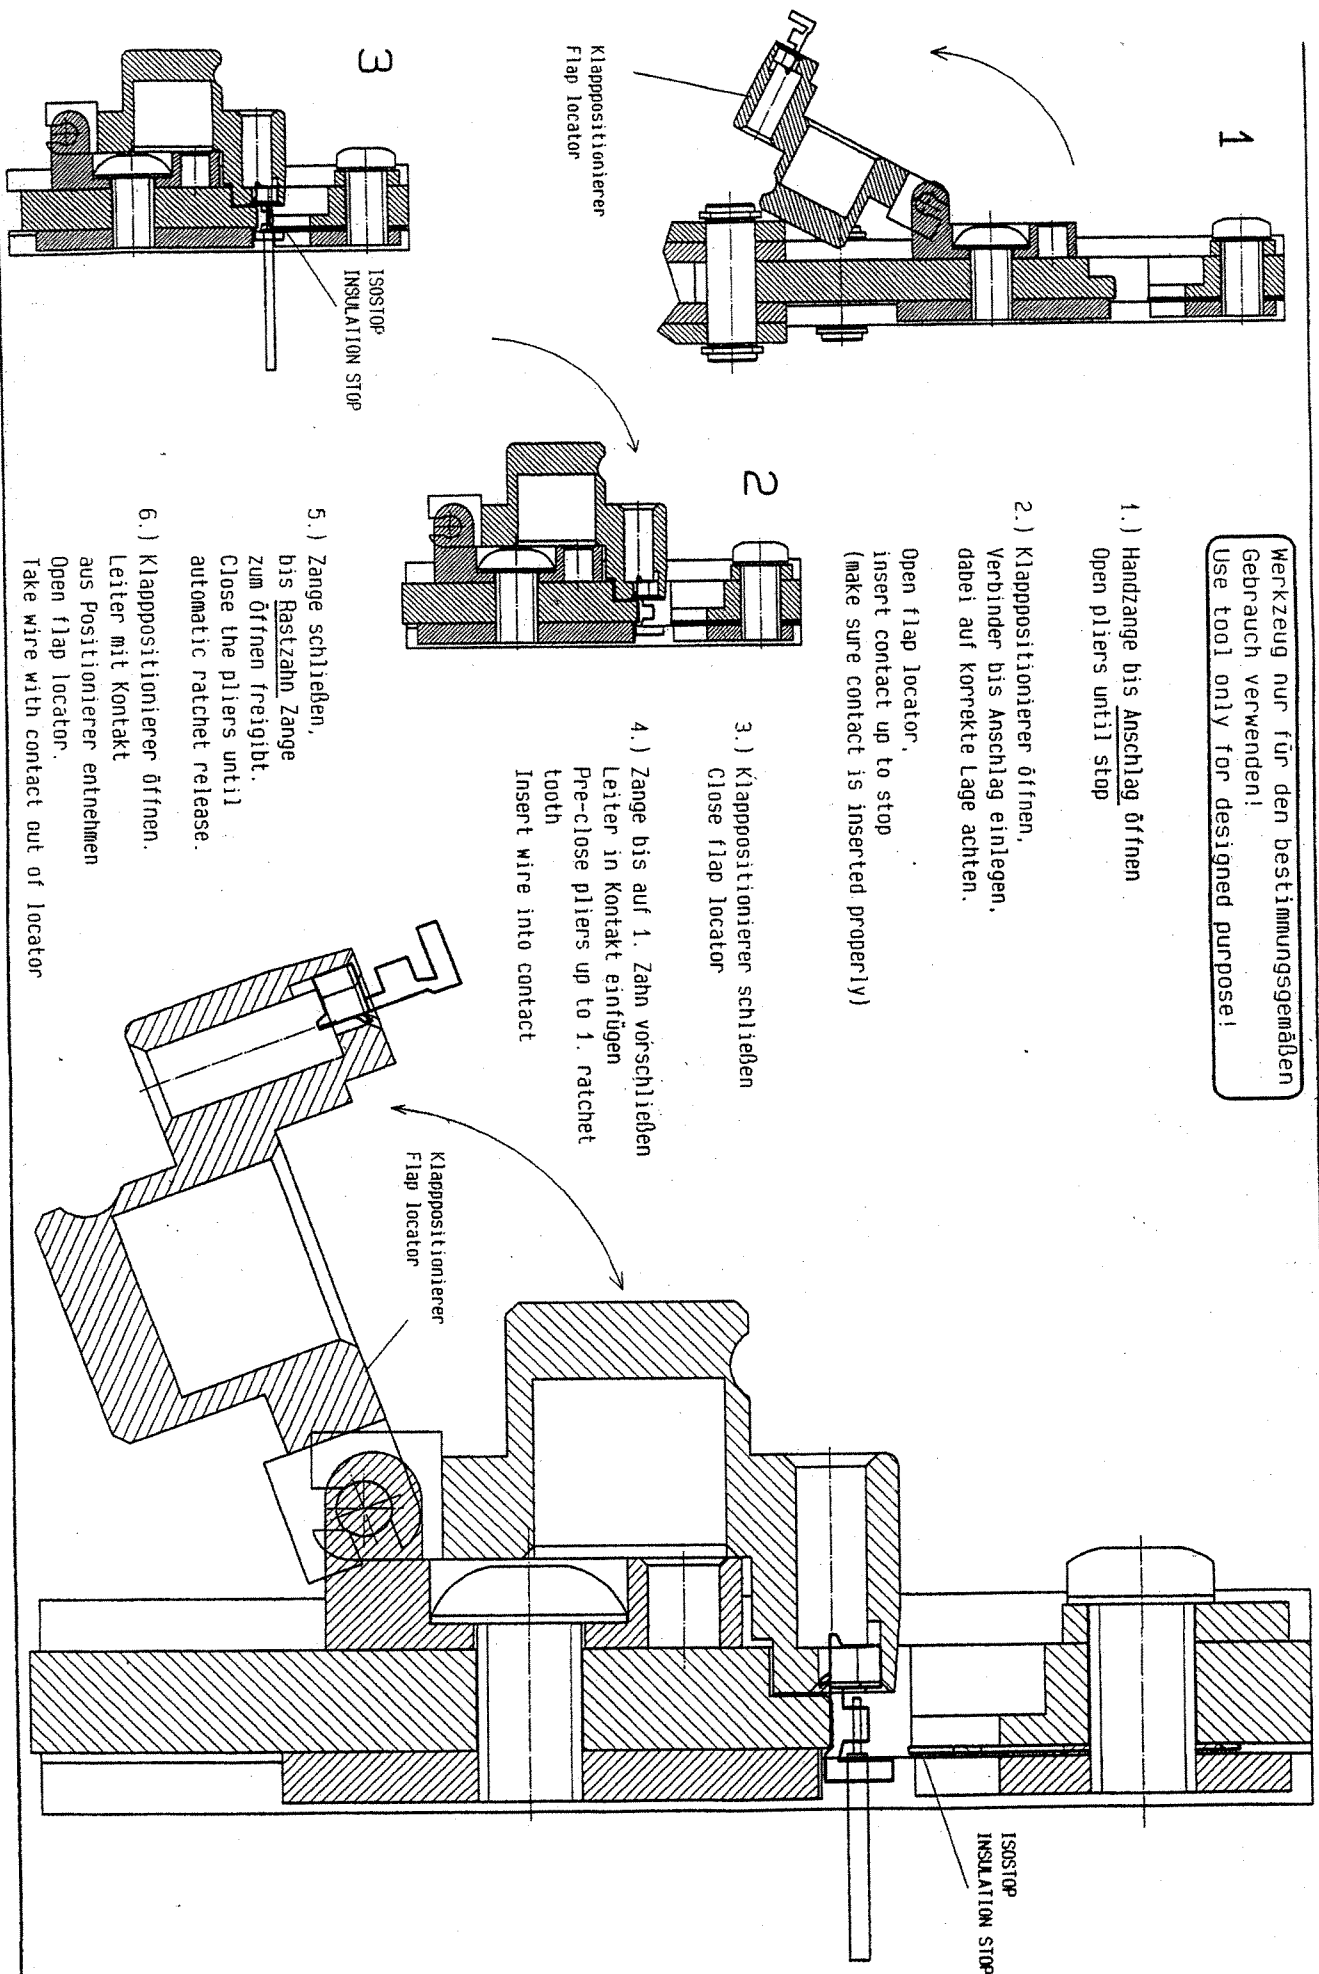 Werkzeug nur für den bestimmungsgemäßen
Gebrauch verwenden!
Use tool only for designed purpose!
1
Klapppositionierer
Flap locator
1.) Handzange bis Anschlag öffnen
Open pliers until stop
2.) Klapppositionierer öffnen,
Verbinder bis Anschlag einlegen,
dabei auf korrekte Lage achten.
Open flap locator,
insert contact up to stop
(make sure contact is inserted properly)
2
3.) Klapppositionierer schließen
Close flap locator
4.) Zange bis auf 1. Zahn vorschließen
Leiter in Kontakt einfügen
Pre-close pliers up to 1. ratchet
tooth
Insert wire into contact
3
ISOSTOP
INSULATION STOP
5.) Zange schließen,
bis Rastzahn Zange
zum öffnen freigibt.
Close the pliers until
automatic ratchet release.
6.) Klapppositionierer öffnen.
Leiter mit Kontakt
aus Positionierer entnehmen
Open flap locator.
Take wire with contact out of locator
Klapppositionierer
Flap locator
ISOSTOP
INSULATION STOP